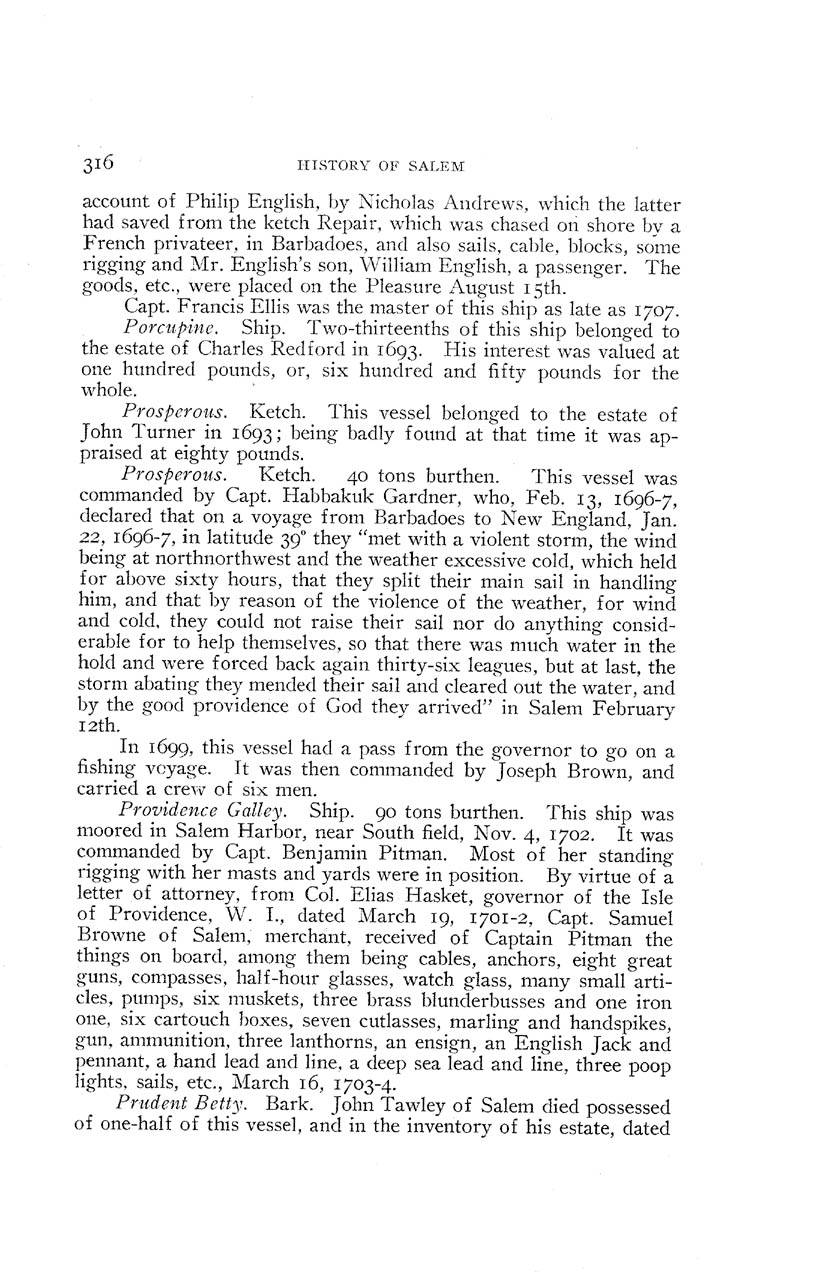 316 HISTORY OF SALEM
account of Philip English, by Nicholas Andrews, which the latter
had saved from the ketch Repair, which was chased on shore by a
French privateer, in Barbadoes, and also sails, cable, blocks, some
rigging and Mr. English's son, William English, a passenger. The
goods, etc., were placed on the Pleasure August 15th.
Capt. Francis Ellis was the master of this ship as late as 1707.
Porcupine. Ship. Two-thirteenths of this ship belonged to
the estate of Charles Redford in 1693. His interest was valued at
one hundred pounds, or, six hundred and fifty pounds for the
whole.
Prosperous. Ketch. This vessel belonged to the estate of
John Turner in 1693; being badly found at that time it was ap-
praised at eighty pounds.
Prosperous. Ketch. 40 tons burthen. This vessel was
commanded by Capt. Habbakuk Gardner, who, Feb. 13, 1696-7,
declared that on a voyage from Barbadoes to New England, Jan.
22, 1696-7, in latitude 39° they "met with a violent storm, the wind
being at northnorthwest and the weather excessive cold, which held
for above sixty hours, that they split their main sail in handling
him, and that by reason of the violence of the weather, for wind
and cold, they could not raise their sail nor do anything consid-
erable for to help themselves, so that there was much water in the
hold and were forced back again thirty-six leagues, but at last, the
storm abating they mended their sail and cleared out the water, and
by the good providence of God they arrived" in Salem February
12th.
In 1699, this vessel had a pass from the governor to go on a
fishing voyage. It was then commanded by Joseph Brown, and
carried a crew of six men.
Providence Galley. Ship. 90 tons burthen. This ship was
moored in Salem Harbor, near South field, Nov. 4, 1702. It was
commanded by Capt. Benjamin Pitman. Most of her standing
rigging with her masts and yards were in position. By virtue of a
letter of attorney, from Col. Elias Hasket, governor of the Isle
of Providence, W. I., dated March 19, 1701-2, Capt. Samuel
Browne of Salem, merchant, received of Captain Pitman the
things on board, among them being cables, anchors, eight great
guns, compasses, half-hour glasses, watch glass, many small arti-
cles, pumps, six muskets, three brass blunderbusses and one iron
one, six cartouch boxes, seven cutlasses, marling and handspikes,
gun, ammunition, three lanthorns, an ensign, an English Jack and
pennant, a hand lead and line, a deep sea lead and line, three poop
lights, sails, etc., March 16, 1703-4.
Prudent Betty. Bark. John Tawley of Salem died possessed
of one-half of this vessel, and in the inventory of his estate, dated